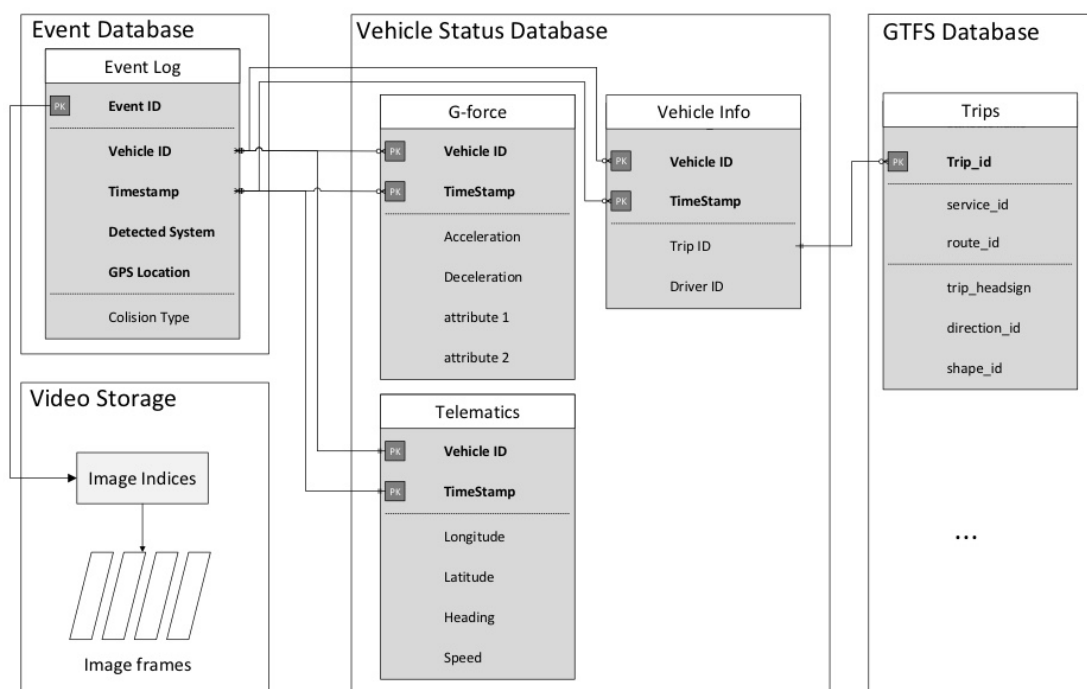 Event Database
Event Log
PK
Event ID
Vehicle ID
Timestamp
Detected System
GPS Location
Colision Type
Video Storage
Image Indices
Image frames
Vehicle Status Database
G-force
PK
Vehicle ID
PK
TimeStamp
Acceleration
Deceleration
attribute 1
attribute 2
Telematics
PK
Vehicle ID
PK
TimeStamp
Longitude
Latitude
Heading
Speed
Vehicle Info
PK
Vehicle ID
PK
TimeStamp
Trip ID
Driver ID
GTFS Database
Trips
PK
Trip_id
service_id
route_id
trip_headsign
direction_id
shape_id
...